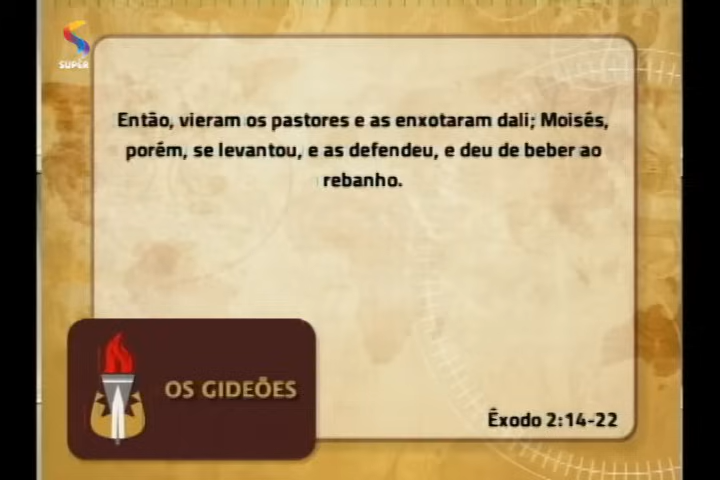 SUPER
Então, vieram os pastores e as enxotaram dali; Moisés,
porém, se levantou, e as defendeu, e deu de beber ao
rebanho.
OS GIDEÕES
Êxodo 2:14-22